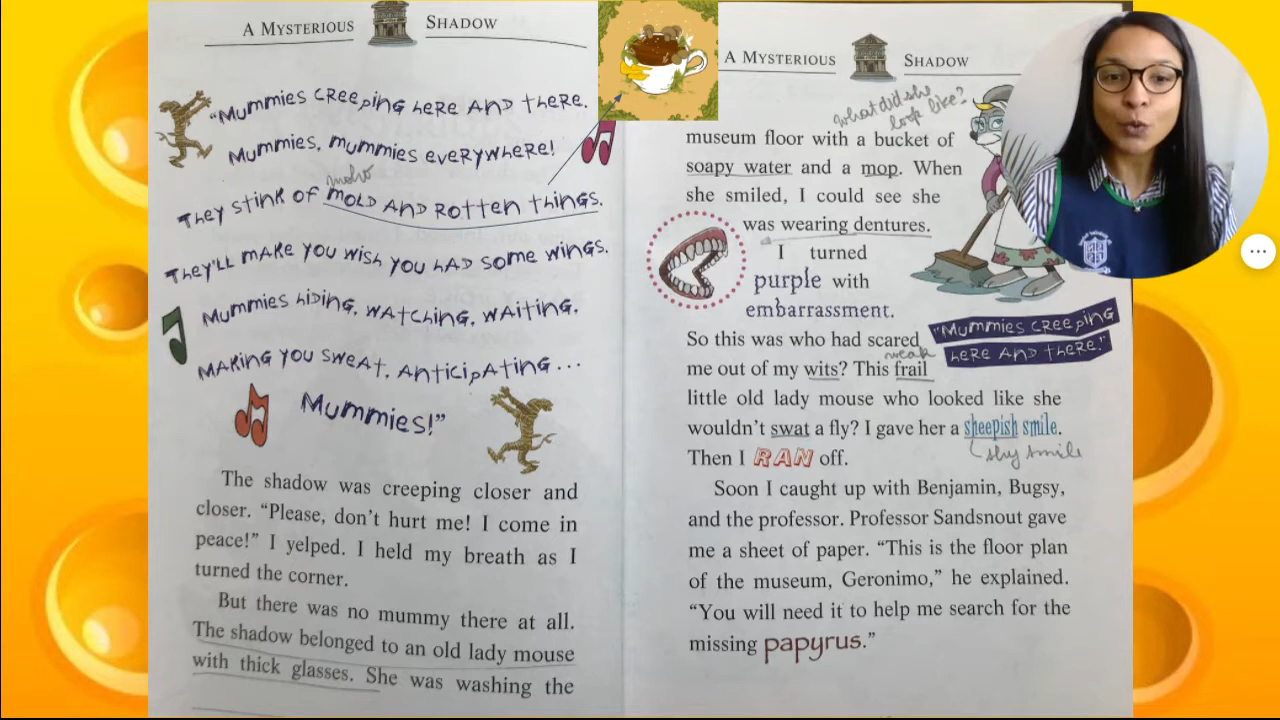 A MYSTERIOUS SHADOW
"MUMMIES CREEPING HERE AND THERE.
MUMMIES, MUMMIES EVERYWHERE!
moho
THEY STINK OF MOLD AND ROTTEN THINGS.
THEY'LL MAKE YOU WISH YOU HAD SOME WINGS.
MUMMIES HIDING, WATCHING, WAITING,
MAKING YOU SWEAT, ANTICIPATING...
MUMMIES!"
The shadow was creeping closer and
closer. "Please, don't hurt me! I come in
peace!" I yelped. I held my breath as I
turned the corner.
But there was no mummy there at all.
The shadow belonged to an old lady mouse
with thick glasses. She was washing the
A MYSTERIOUS SHADOW
What did she
look like?
museum floor with a bucket of
soapy water and a mop. When
she smiled, I could see she
was wearing dentures.
I turned
purple with
embarrassment.
"MUMMIES CREEPING
HERE AND THERE!"
So this was who had scared
weak
me out of my wits? This frail
little old lady mouse who looked like she
wouldn't swat a fly? I gave her a sheepish smile.
shy smile
Then I RAN off.
Soon I caught up with Benjamin, Bugsy,
and the professor. Professor Sandsnout gave
me a sheet of paper. "This is the floor plan
of the museum, Geronimo," he explained.
"You will need it to help me search for the
missing papyrus."